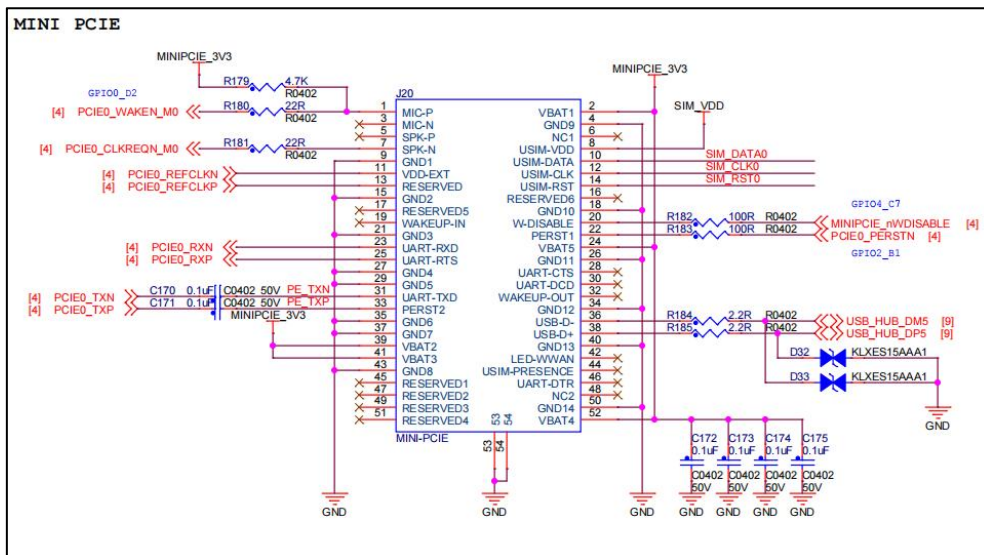 MINI PCIE
MINIPCIE_3V3
GPIO0_D2
R179 4.7K
R0402
[4] PCIE0_WAKEN_M0 R180 22R
R0402
[4] PCIE0_CLKREQN_M0 R181 22R
R0402
[4] PCIE0_REFCLKN
[4] PCIE0_REFCLKP
[4] PCIE0_RXN
[4] PCIE0_RXP
[4] PCIE0_TXN C170 0.1uF C0402 50V PE_TXN
[4] PCIE0_TXP C171 0.1uF C0402 50V PE_TXP
MINIPCIE_3V3
GND
J20
1 MIC-P
3 MIC-N
5 SPK-P
7 SPK-N
9 GND1
11 VDD-EXT
13 RESERVED
15 GND2
17 RESERVED5
19 WAKEUP-IN
21 GND3
23 UART-RXD
25 UART-RTS
27 GND4
29 GND5
31 UART-TXD
33 PERST2
35 GND6
37 GND7
39 VBAT2
41 VBAT3
43 GND8
45 RESERVED1
47 RESERVED2
49 RESERVED3
51 RESERVED4
MINI-PCIE
53 54
53 54
GND
VBAT1 2
GND9 4
NC1 6
USIM-VDD 8
USIM-DATA 10
USIM-CLK 12
USIM-RST 14
RESERVED6 16
GND10 18
W-DISABLE 20
PERST1 22
VBAT5 24
GND11 26
UART-CTS 28
UART-DCD 30
WAKEUP-OUT 32
GND12 34
USB-D- 36
USB-D+ 38
GND13 40
LED-WWAN 42
USIM-PRESENCE 44
UART-DTR 46
NC2 48
GND14 50
VBAT4 52
MINIPCIE_3V3
SIM_VDD
SIM_DATA0
SIM_CLK0
SIM_RST0
GPIO4_C7
R182 100R R0402 MINIPCIE_nWDISABLE [4]
R183 100R R0402 PCIE0_PERSTN [4]
GPIO2_B1
R184 2.2R R0402 USB_HUB_DM5 [9]
R185 2.2R R0402 USB_HUB_DP5 [9]
D32 KLXES15AAA1
D33 KLXES15AAA1
GND
C172 C173 C174 C175
0.1uF 0.1uF 0.1uF 0.1uF
C0402 C0402 C0402 C0402
50V 50V 50V 50V
GND
GND GND GND GND